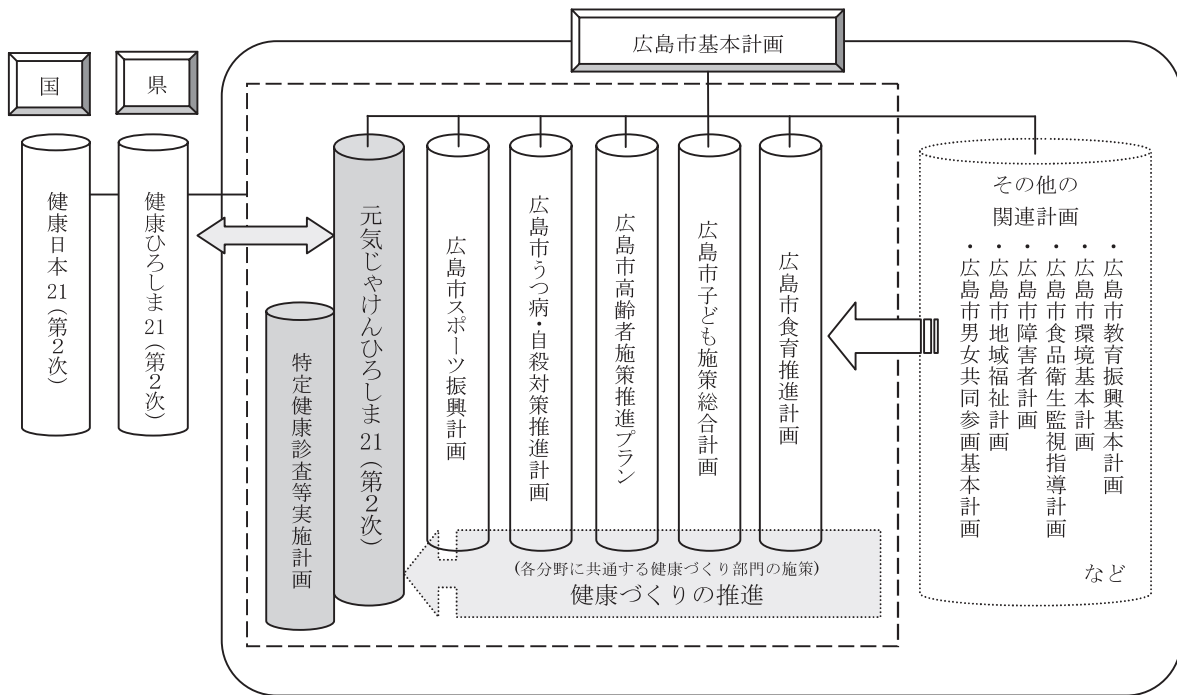 広島市基本計画
国
県
健康日本21(第2次)
健康ひろしま21(第2次)
特定健康診査等実施計画
元気じゃけんひろしま21(第2次)
広島市スポーツ振興計画
広島市うつ病・自殺対策推進計画
広島市高齢者施策推進プラン
広島市子ども施策総合計画
広島市食育推進計画
その他の
関連計画
・広島市教育振興基本計画
・広島市環境基本計画
・広島市食品衛生監視指導計画
・広島市障害者計画
・広島市地域福祉計画
・広島市男女共同参画基本計画
など
(各分野に共通する健康づくり部門の施策)
健康づくりの推進